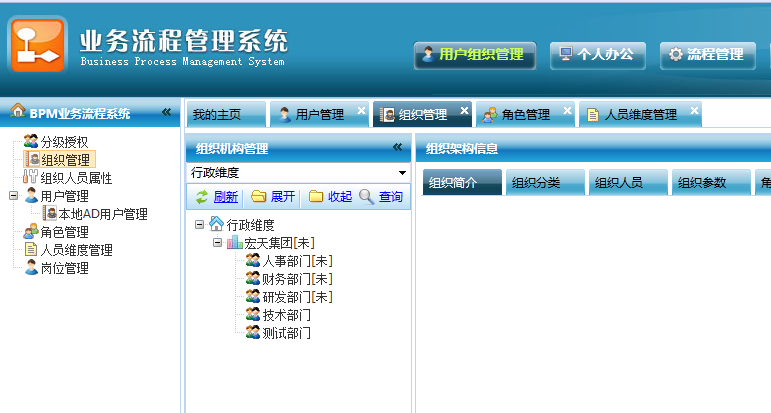 业务流程管理系统
Business Process Management System
用户组织管理 个人办公 流程管理
BPM业务流程系统
我的主页 用户管理 组织管理 角色管理 人员维度管理
分级授权
组织管理
组织人员属性
用户管理
本地AD用户管理
角色管理
人员维度管理
岗位管理
组织机构管理
行政维度
刷新 展开 收起 查询
行政维度
宏天集团[未]
人事部门[未]
财务部门[未]
研发部门[未]
技术部门
测试部门
组织架构信息
组织简介 组织分类 组织人员 组织参数 角